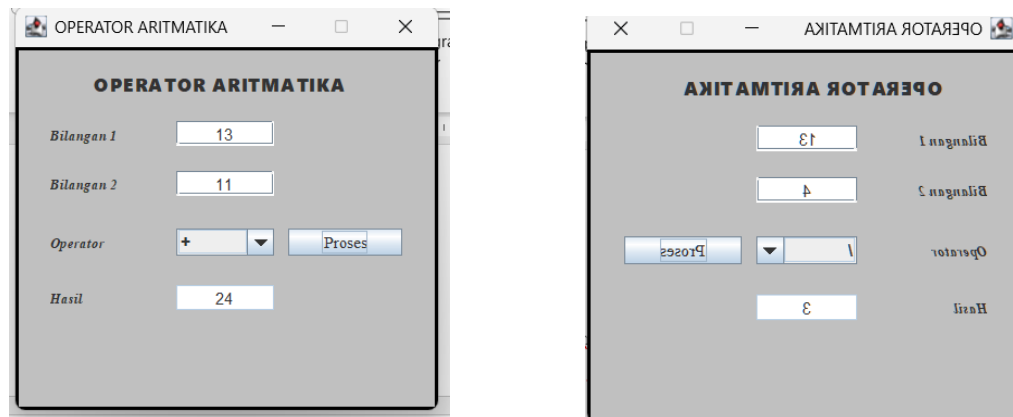 OPERATOR ARITMATIKA
OPERATOR ARITMATIKA
Bilangan 1 13
Bilangan 2 11
Operator + Proses
Hasil 24
OPERATOR ARITMATIKA
OPERATOR ARITMATIKA
Bilangan 1 13
Bilangan 2 4
Operator / Proses
Hasil 3